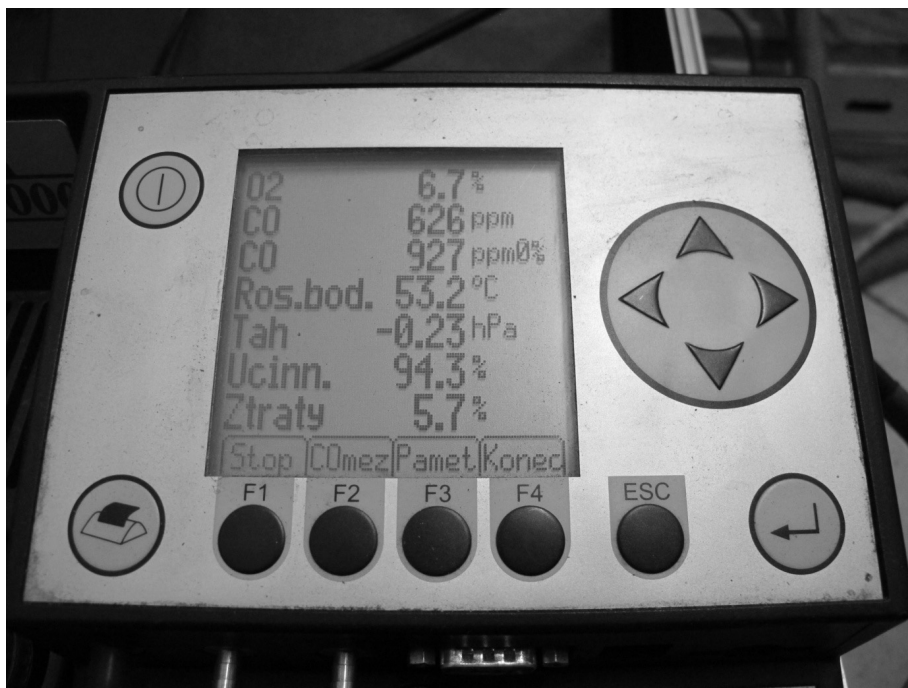 000
O2 6.7 %
CO 626 ppm
CO 927 ppm0%
Ros.bod. 53.2 °C
Tah -0.23 hPa
Ucinn. 94.3 %
Ztraty 5.7 %
Stop COmez Pamet Konec
F1 F2 F3 F4 ESC